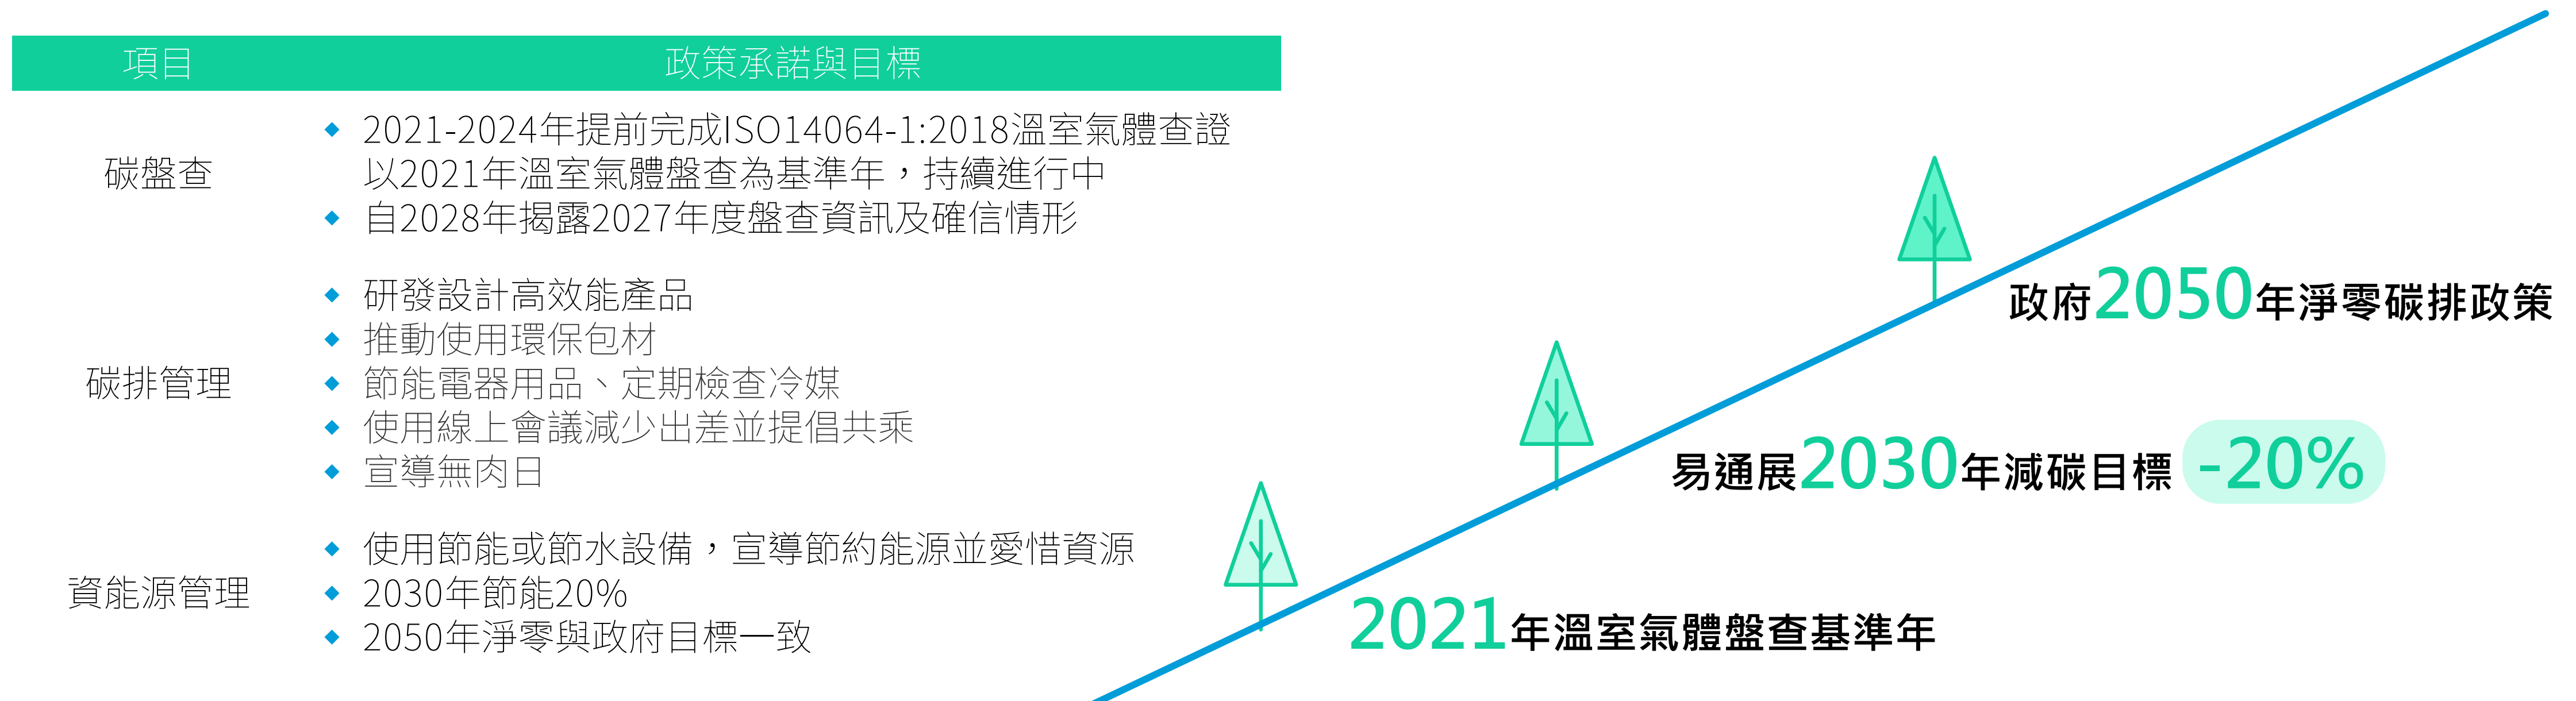 項目 政策承諾與目標
碳盤查
2021-2024年提前完成ISO14064-1:2018溫室氣體查證
以2021年溫室氣體盤查為基準年，持續進行中
自2028年揭露2027年度盤查資訊及確信情形
碳排管理
研發設計高效能產品
推動使用環保包材
節能電器用品、定期檢查冷媒
使用線上會議減少出差並提倡共乘
宣導無肉日
資能源管理
使用節能或節水設備，宣導節約能源並愛惜資源
2030年節能20%
2050年淨零與政府目標一致
政府2050年淨零碳排政策
易通展2030年減碳目標 -20%
2021年溫室氣體盤查基準年